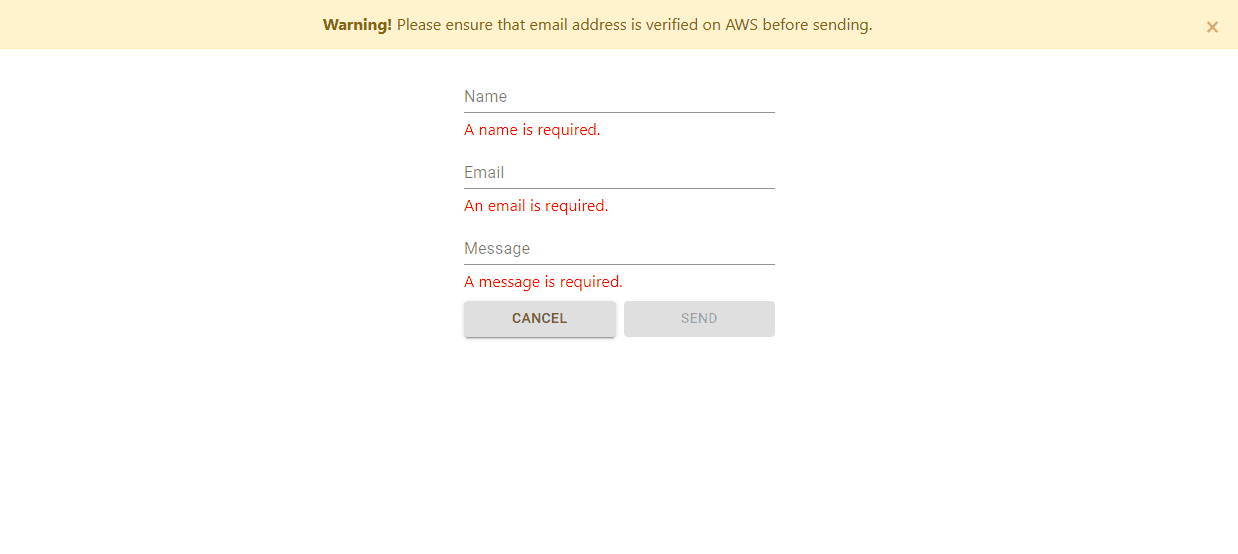 Warning! Please ensure that email address is verified on AWS before sending.
×
Name
A name is required.
Email
An email is required.
Message
A message is required.
CANCEL SEND